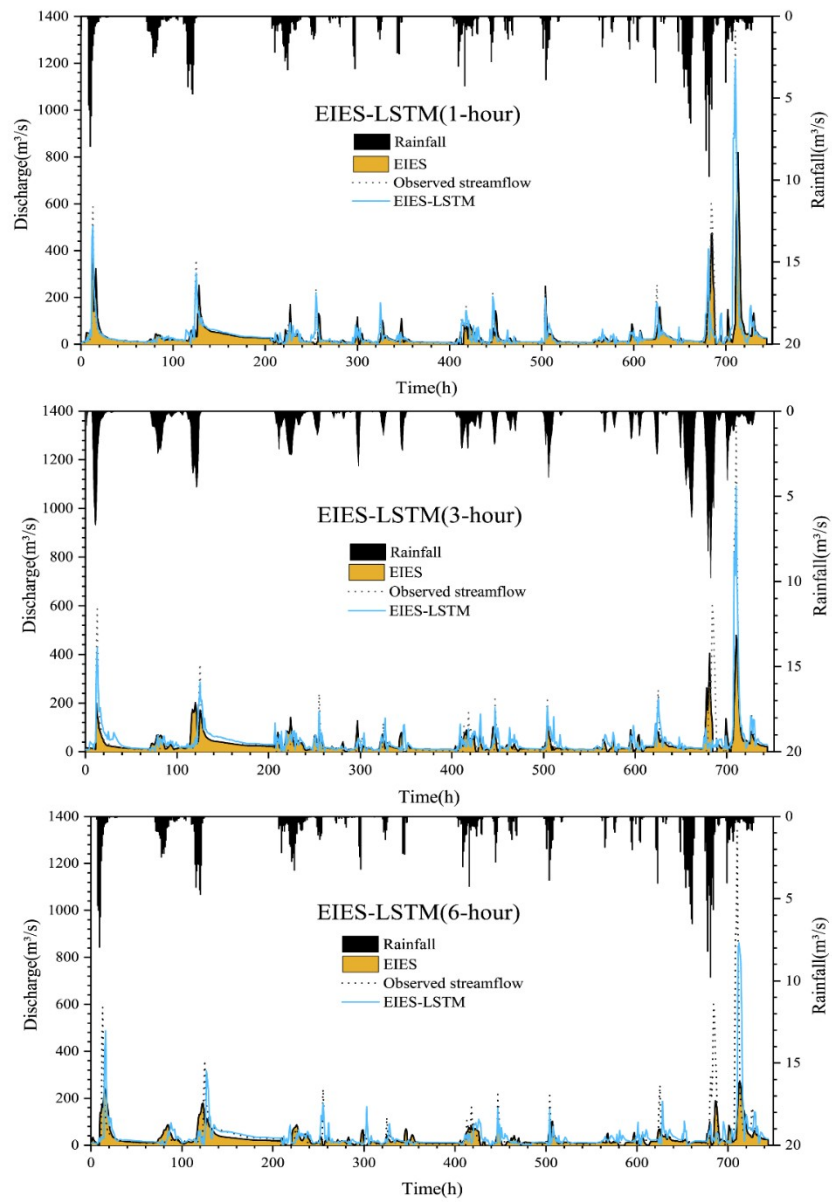 1400
1200
1000
800
600
400
200
0
Discharge(m³/s)
EIES-LSTM(1-hour)
Rainfall
EIES
Observed streamflow
EIES-LSTM
0
5
10
15
20
Rainfall(m³/s)
0 100 200 300 400 500 600 700
Time(h)
1400
1200
1000
800
600
400
200
0
Discharge(m³/s)
EIES-LSTM(3-hour)
Rainfall
EIES
Observed streamflow
EIES-LSTM
0
5
10
15
20
Rainfall(m³/s)
0 100 200 300 400 500 600 700
Time(h)
1400
1200
1000
800
600
400
200
0
Discharge(m³/s)
EIES-LSTM(6-hour)
Rainfall
EIES
Observed streamflow
EIES-LSTM
0
5
10
15
20
Rainfall(m³/s)
0 100 200 300 400 500 600 700
Time(h)